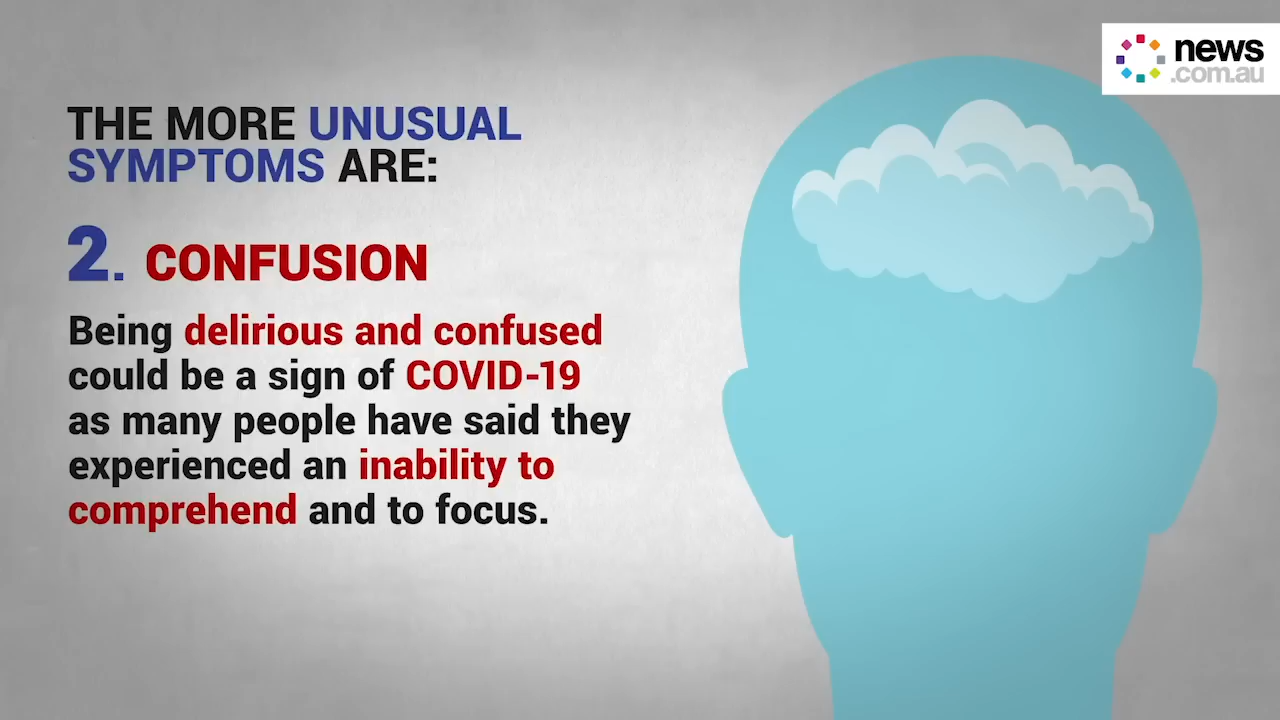 news
.com.au
THE MORE UNUSUAL
SYMPTOMS ARE:
2. CONFUSION
Being delirious and confused
could be a sign of COVID-19
as many people have said they
experienced an inability to
comprehend and to focus.